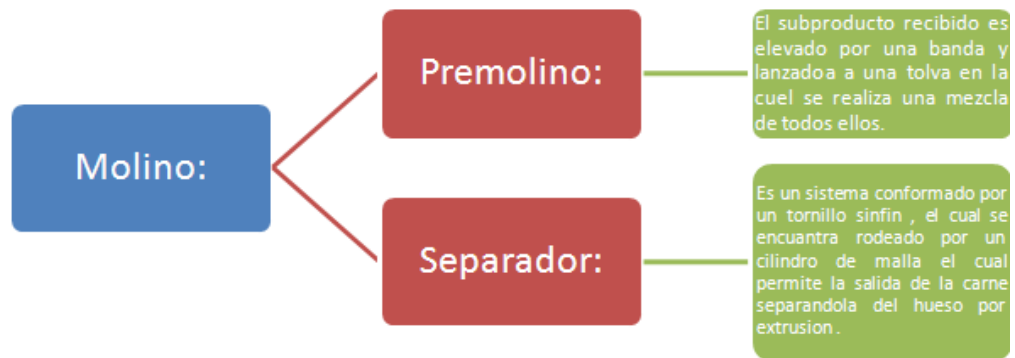 Molino:
Premolino:
El subproducto recibido es
elevado por una banda y
lanzadoa a una tolva en la
cuel se realiza una mezcla
de todos ellos.
Separador:
Es un sistema conformado por
un tornillo sinfin , el cual se
encuantra rodeado por un
cilindro de malla el cual
permite la salida de la carne
separandola del hueso por
extrusion .